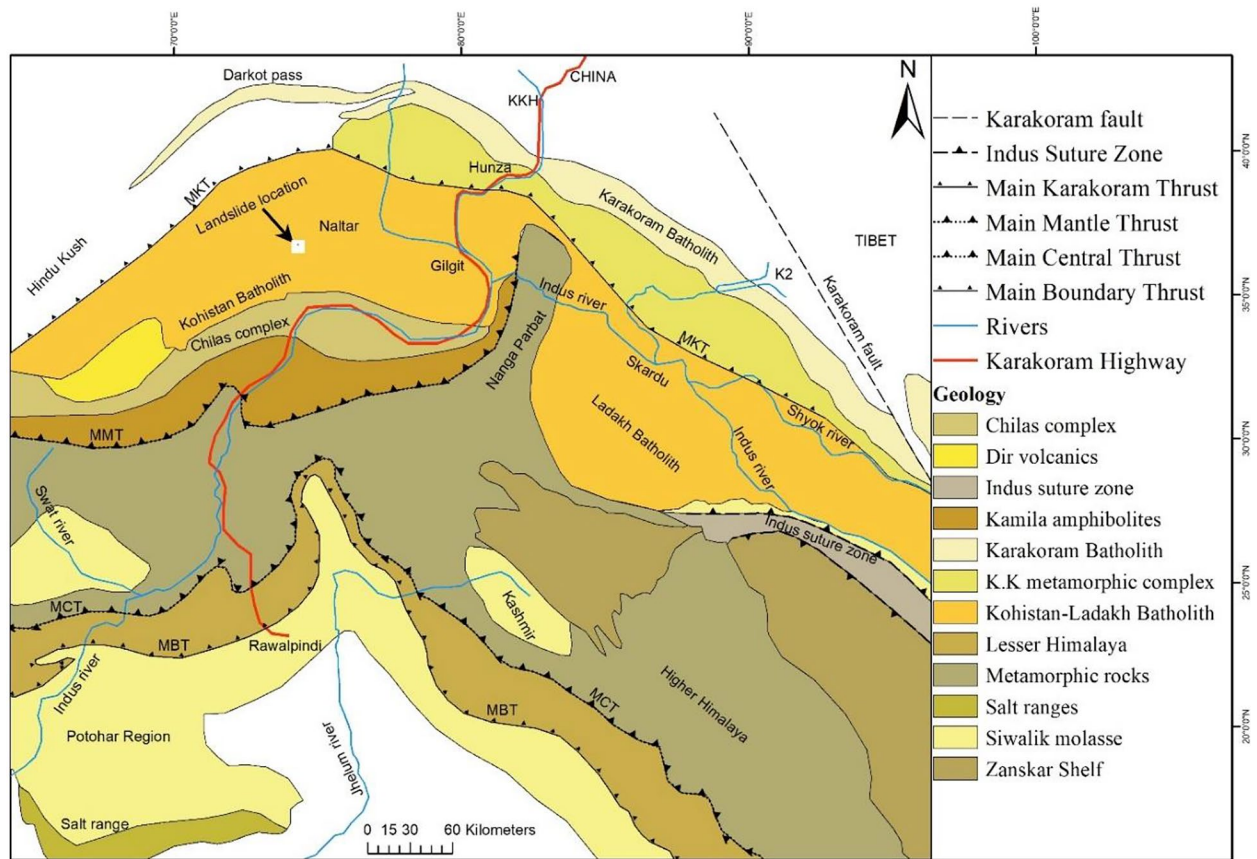 70°0'0"E
80°0'0"E
90°0'0"E
100°0'0"E
40°0'0"N
35°0'0"N
30°0'0"N
25°0'0"N
20°0'0"N
Darkot pass
CHINA
KKH
N
Hunza
MKT
Landslide location
Naltar
Karakoram Batholith
TIBET
Hindu Kush
Gilgit
K2
Kohistan Batholith
Indus river
Chilas complex
Karakoram fault
Nanga Parbat
MKT
Skardu
Ladakh Batholith
Shyok river
MMT
Indus river
Swat river
Indus suture zone
MCT
Kashmir
MBT
Rawalpindi
Indus river
Higher Himalaya
MCT
MBT
Potohar Region
Jhelum river
Salt range
0 15 30 60 Kilometers
Karakoram fault
Indus Suture Zone
Main Karakoram Thrust
Main Mantle Thrust
Main Central Thrust
Main Boundary Thrust
Rivers
Karakoram Highway
Geology
Chilas complex
Dir volcanics
Indus suture zone
Kamila amphibolites
Karakoram Batholith
K.K metamorphic complex
Kohistan-Ladakh Batholith
Lesser Himalaya
Metamorphic rocks
Salt ranges
Siwalik molasse
Zanskar Shelf